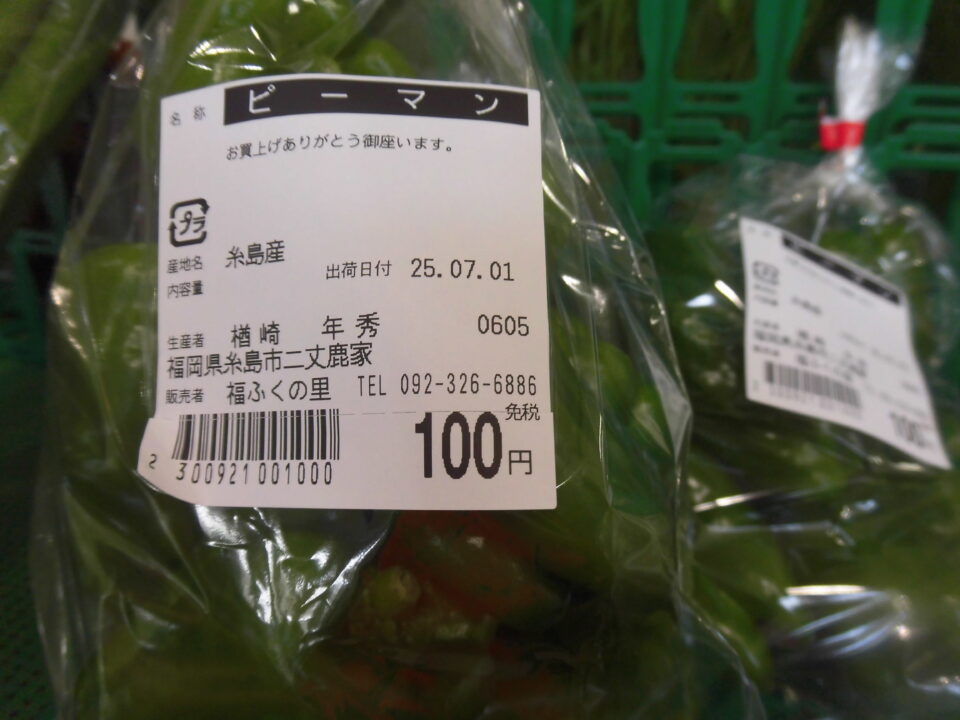 名称 ピーマン
お買上げありがとう御座います。
プラ
産地名 糸島産
出荷日付 25.07.01
内容量
生産者 楢崎 年秀 0605
福岡県糸島市二丈鹿家
販売者 福ふくの里 TEL 092-326-6886
免税
100円
2 300921 001000
100